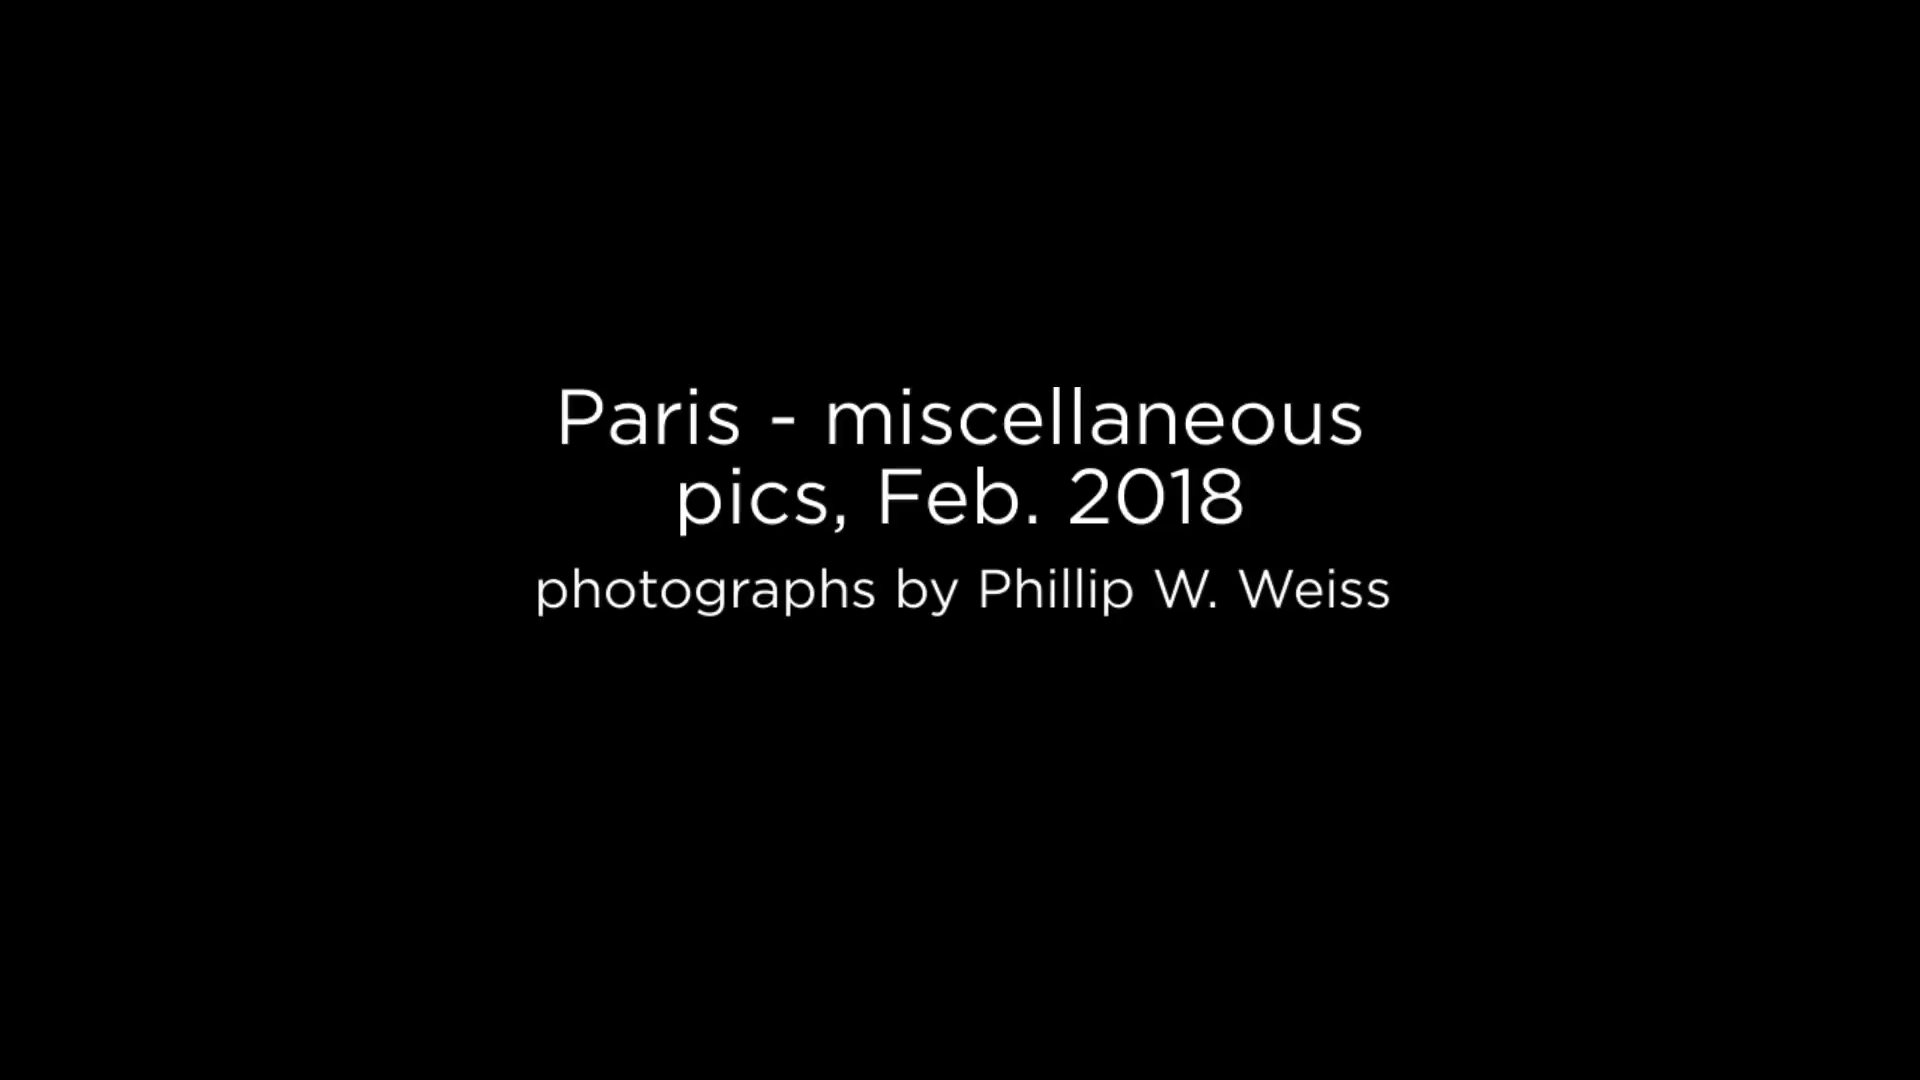 Paris - miscellaneous
pics, Feb. 2018
photographs by Phillip W. Weiss